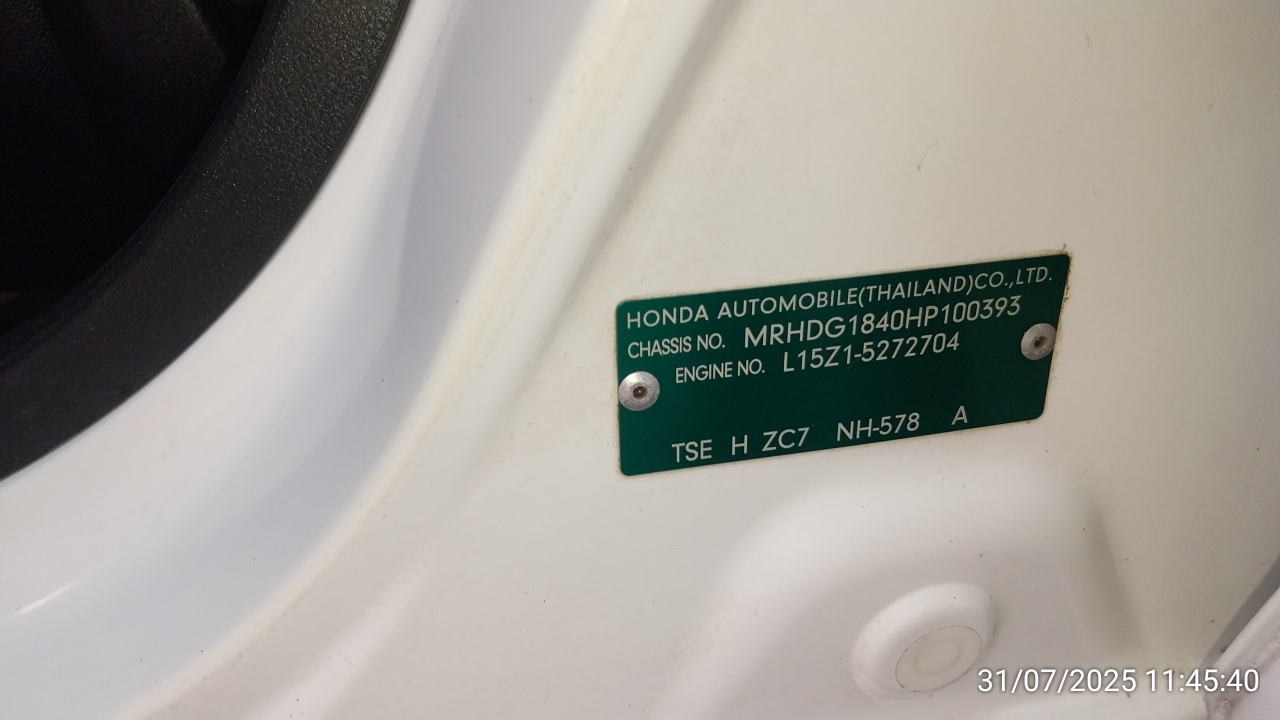 HONDA AUTOMOBILE(THAILAND)CO.,LTD.
CHASSIS NO. MRHDG1840HP100393
ENGINE NO. L15Z1-5272704
TSE H ZC7 NH-578 A
31/07/2025 11:45:40